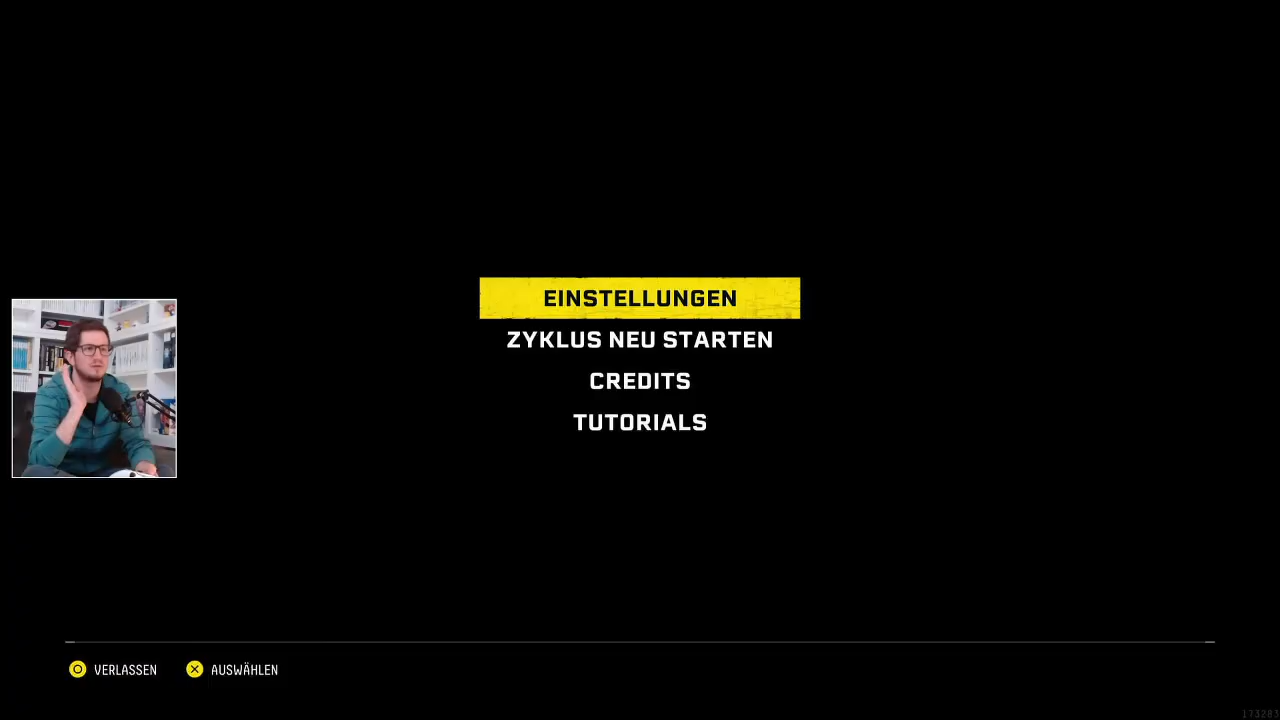 EINSTELLUNGEN
ZYKLUS NEU STARTEN
CREDITS
TUTORIALS
VERLASSEN AUSWÄHLEN